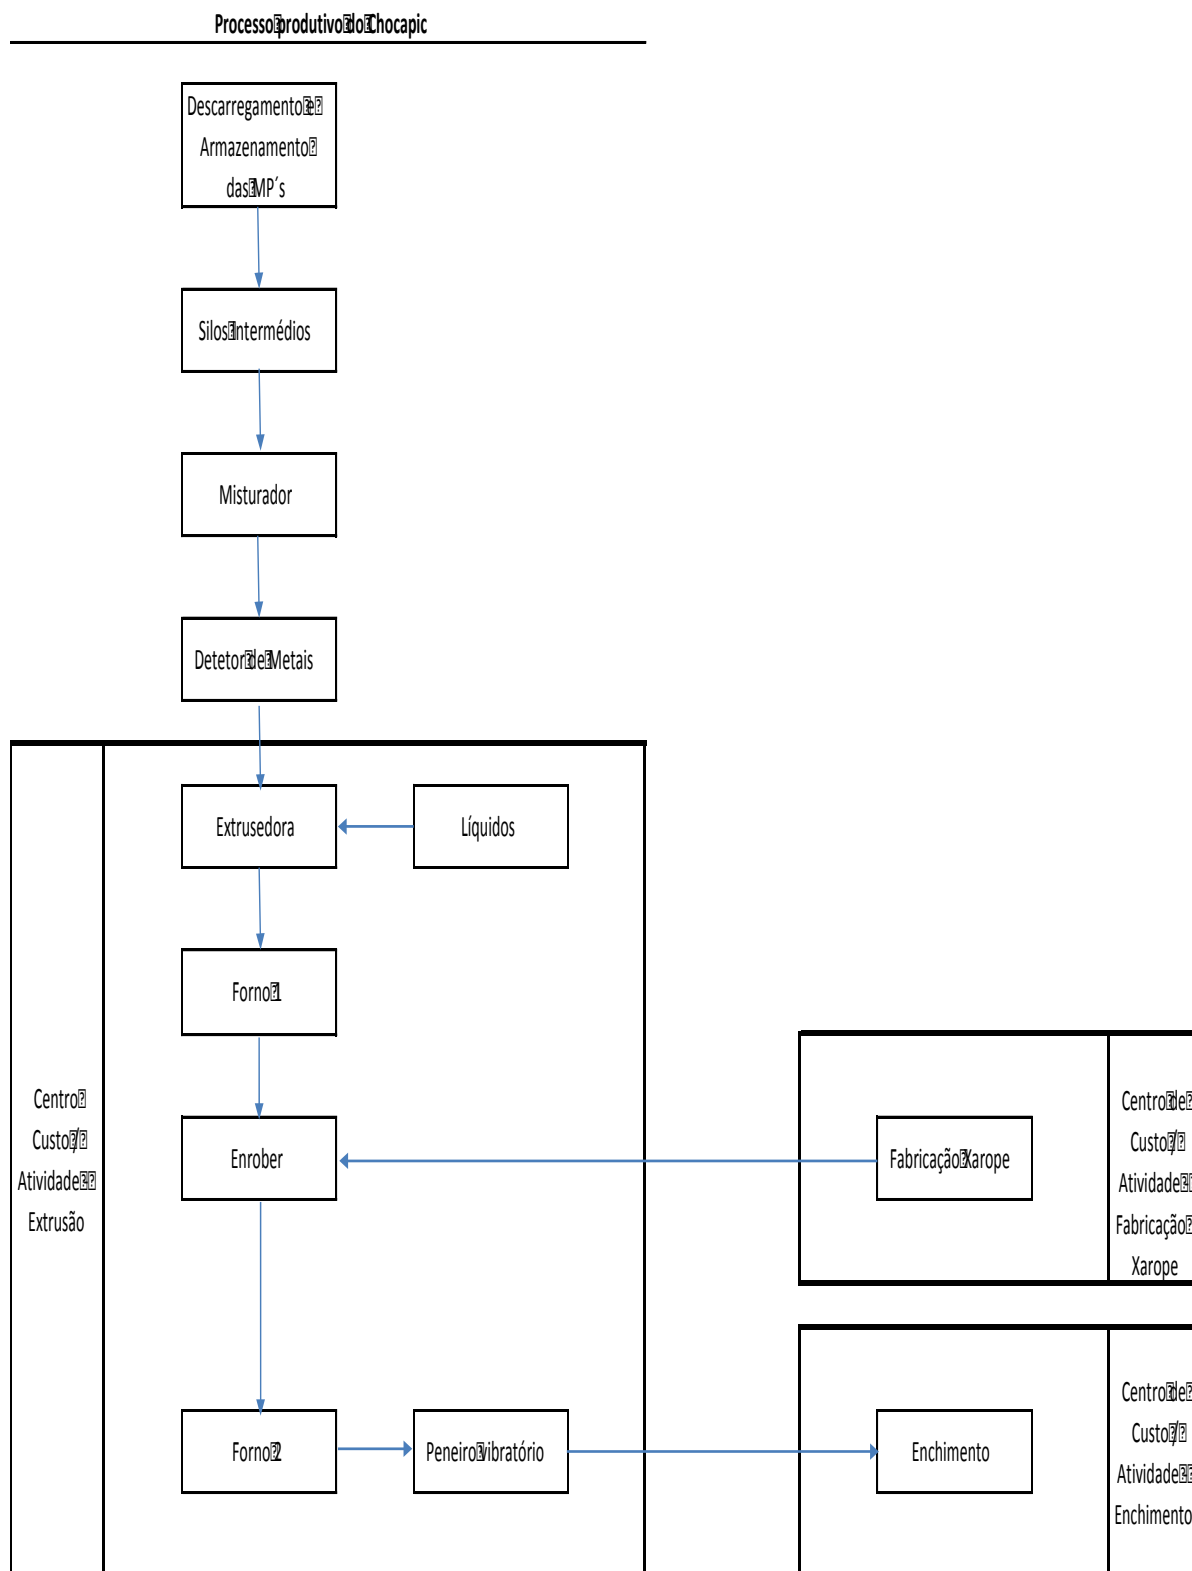 Processo produtivo do Chocapic
Descarregamento e
Armazenamento
das MP´s
Silos Intermédios
Misturador
Detetor de Metais
Extrusedora
Líquidos
Forno 1
Centro
Custo /
Atividade -
Extrusão
Enrober
Fabricação Xarope
Centro de
Custo /
Atividade -
Fabricação
Xarope
Forno 2
Peneiro vibratório
Enchimento
Centro de
Custo /
Atividade -
Enchimento